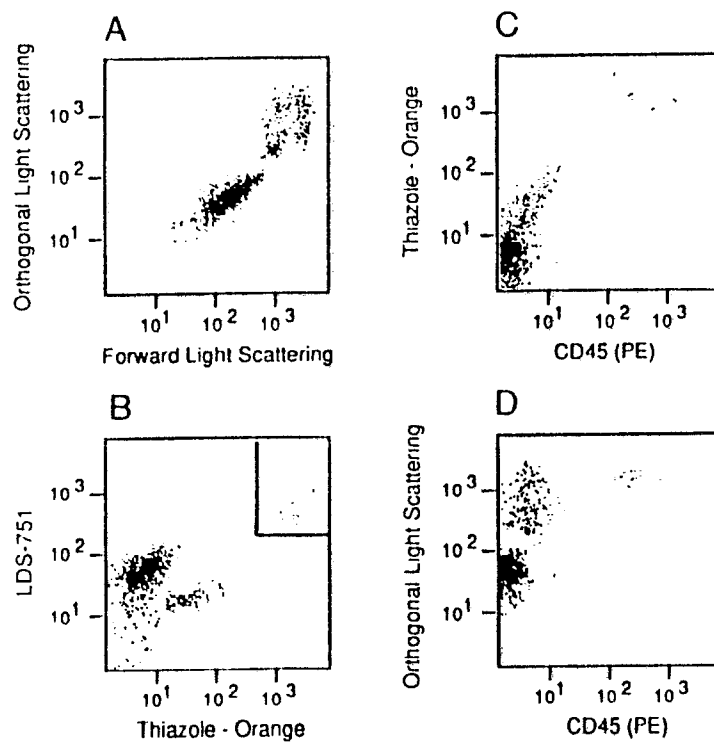 A
Orthogonal Light Scattering
10³
10²
10¹
10¹ 10² 10³
Forward Light Scattering
C
Thiazole - Orange
10³
10²
10¹
10¹ 10² 10³
CD45 (PE)
B
LDS-751
10³
10²
10¹
10¹ 10² 10³
Thiazole - Orange
D
Orthogonal Light Scattering
10³
10²
10¹
10¹ 10² 10³
CD45 (PE)